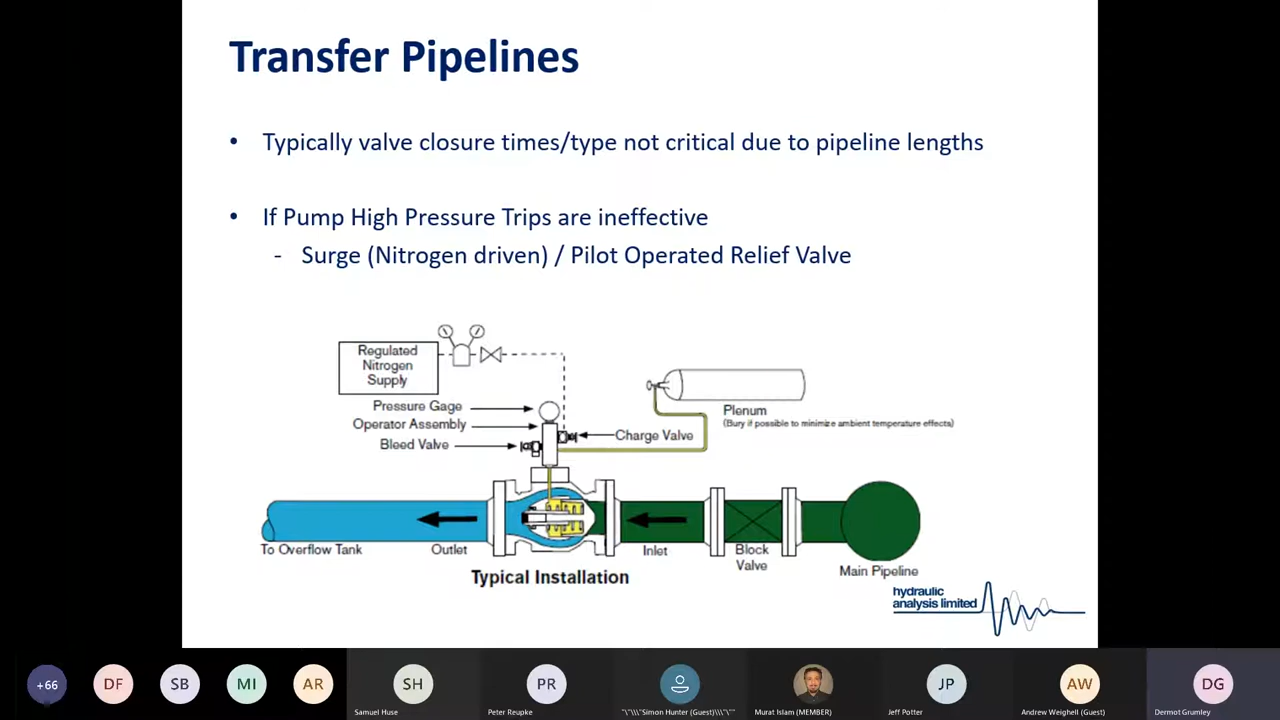 Transfer Pipelines
• Typically valve closure times/type not critical due to pipeline lengths
• If Pump High Pressure Trips are ineffective
- Surge (Nitrogen driven) / Pilot Operated Relief Valve
Regulated
Nitrogen
Supply
Pressure Gage
Operator Assembly
Bleed Valve
Charge Valve
Plenum
(Bury if possible to minimize ambient temperature effects)
To Overflow Tank
Outlet
Inlet
Block
Valve
Main Pipeline
Typical Installation
hydraulic
analysis limited
+66
DF
SB
MI
AR
SH
Samuel Huse
PR
Peter Reupke
"\"\\"Simon Hunter (Guest)\\\"\""
Murat Islam (MEMBER)
JP
Jeff Potter
AW
Andrew Weighell (Guest)
DG
Dermot Grumley